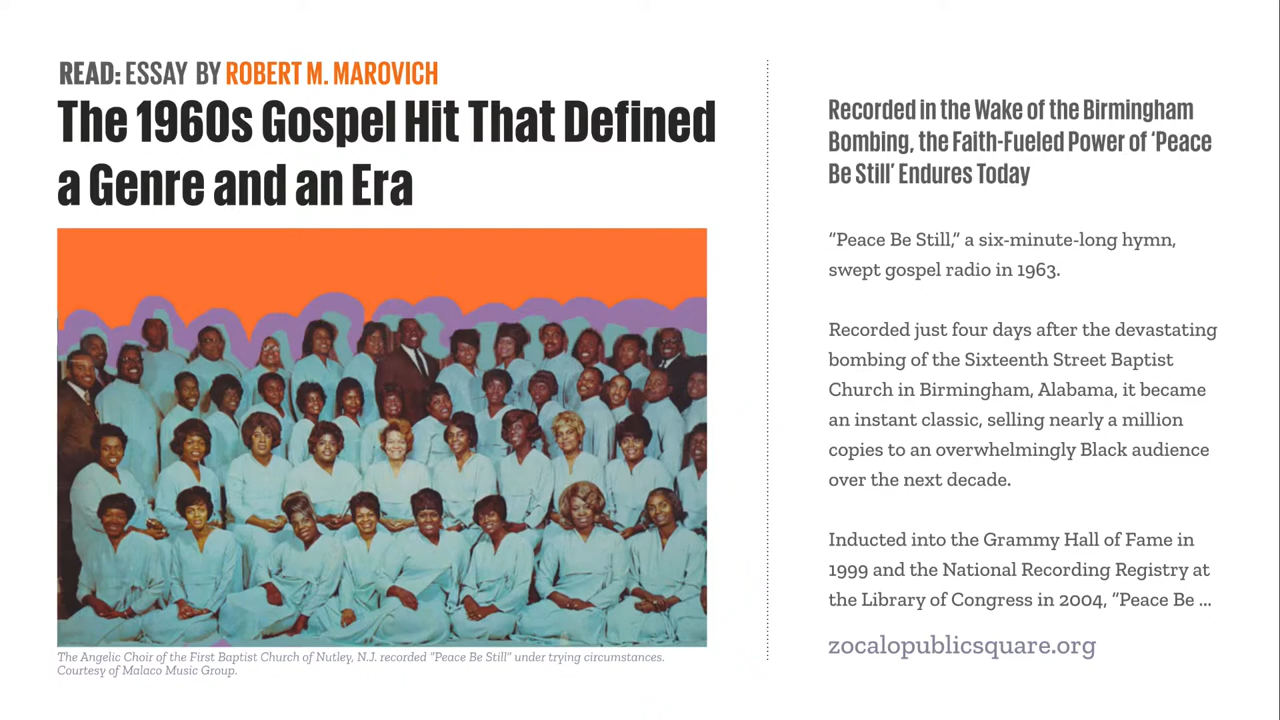 READ: ESSAY BY ROBERT M. MAROVICH
The 1960s Gospel Hit That Defined
a Genre and an Era
The Angelic Choir of the First Baptist Church of Nutley, N.J. recorded "Peace Be Still" under trying circumstances.
Courtesy of Malaco Music Group.
Recorded in the Wake of the Birmingham
Bombing, the Faith-Fueled Power of ‘Peace
Be Still’ Endures Today
“Peace Be Still,” a six-minute-long hymn,
swept gospel radio in 1963.
Recorded just four days after the devastating
bombing of the Sixteenth Street Baptist
Church in Birmingham, Alabama, it became
an instant classic, selling nearly a million
copies to an overwhelmingly Black audience
over the next decade.
Inducted into the Grammy Hall of Fame in
1999 and the National Recording Registry at
the Library of Congress in 2004, “Peace Be ...
zocalopublicsquare.org